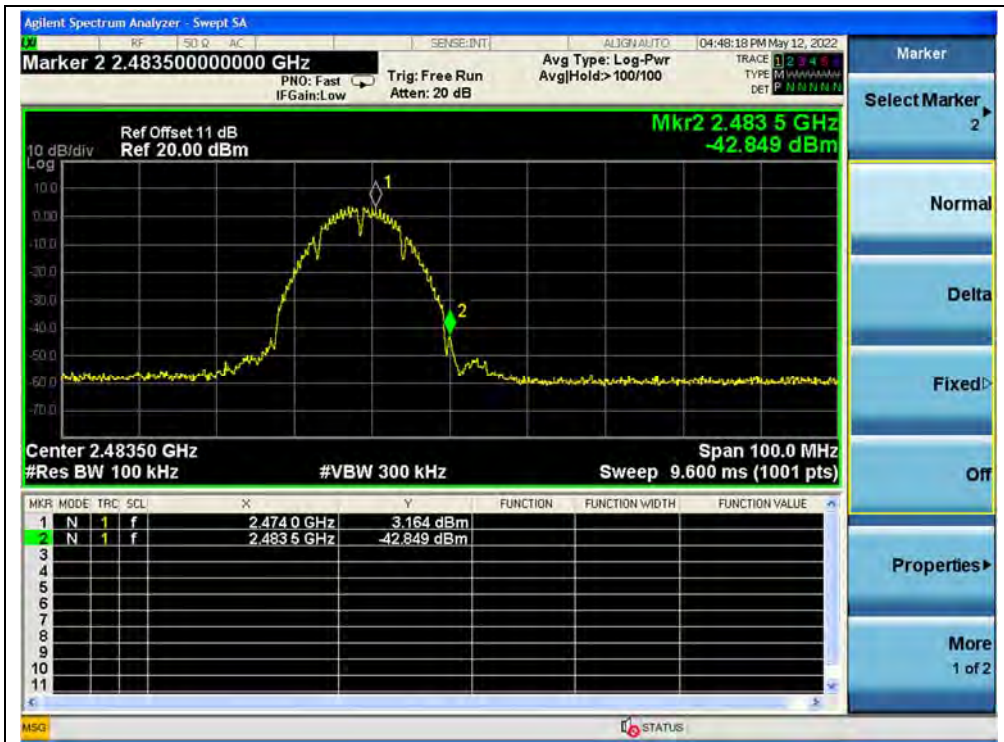 Agilent Spectrum Analyzer - Swept SA
RF 50 Ω AC SENSE:INT ALIGN AUTO 04:48:18 PM May 12, 2022
Marker 2 2.483500000000 GHz
PNO: Fast
IFGain:Low
Trig: Free Run
Atten: 20 dB
Avg Type: Log-Pwr
Avg|Hold:> 100/100
TRACE 1 2 3 4 5 6
TYPE M
DET P N N N N N
Mkr2 2.483 5 GHz
-42.849 dBm
Ref Offset 11 dB
10 dB/div Ref 20.00 dBm
Log
10.0
0.00
-10.0
-20.0
-30.0
-40.0
-50.0
-60.0
-70.0
1
2
Center 2.48350 GHz Span 100.0 MHz
#Res BW 100 kHz #VBW 300 kHz Sweep 9.600 ms (1001 pts)
MKR MODE TRC SCL X Y FUNCTION FUNCTION WIDTH FUNCTION VALUE
1 N 1 f 2.474 0 GHz 3.164 dBm
2 N 1 f 2.483 5 GHz -42.849 dBm
3
4
5
6
7
8
9
10
11
MSG STATUS
Marker
Select Marker
2
Normal
Delta
Fixed
Off
Properties
More
1 of 2